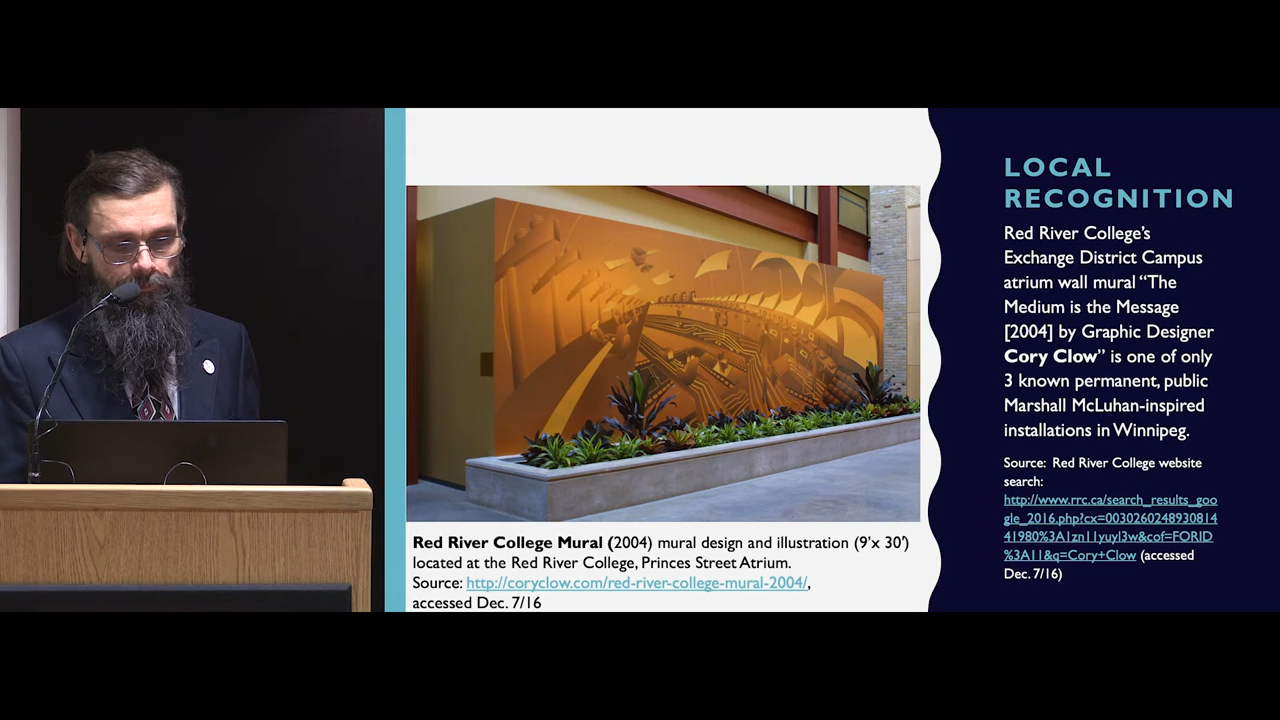 LOCAL
RECOGNITION
Red River College's
Exchange District Campus
atrium wall mural “The
Medium is the Message
[2004] by Graphic Designer
Cory Clow” is one of only
3 known permanent, public
Marshall McLuhan-inspired
installations in Winnipeg.
Source: Red River College website
search:
http://www.rrc.ca/search_results_goo
gle_2016.php?cx=0030260248930814
41980%3A1zn11yuyl3w&cof=FORID
%3A11&q=Cory+Clow (accessed
Dec. 7/16)
Red River College Mural (2004) mural design and illustration (9'x 30')
located at the Red River College, Princes Street Atrium.
Source: http://coryclow.com/red-river-college-mural-2004/,
accessed Dec. 7/16